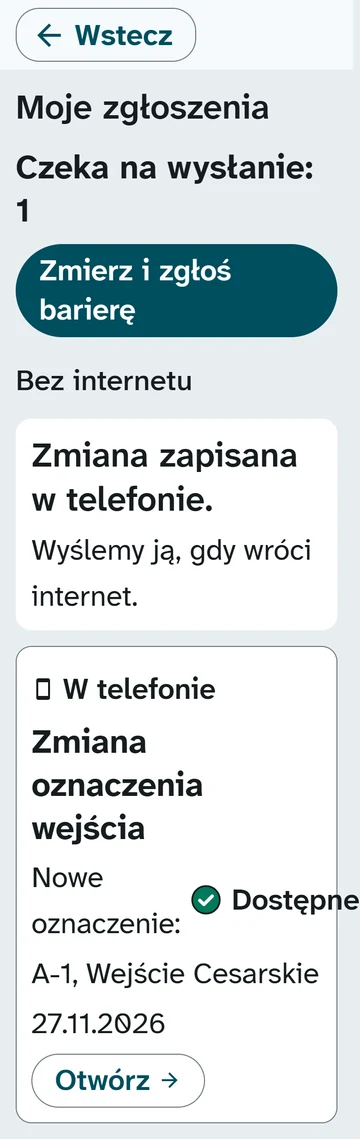 Wstecz
Moje zgłoszenia
Czeka na wysłanie:
1
Zmierz i zgłoś
barierę
Bez internetu
Zmiana zapisana
w telefonie.
Wyślemy ją, gdy wróci
internet.
W telefonie
Zmiana
oznaczenia
wejścia
Nowe
oznaczenie:
Dostępne
A-1, Wejście Cesarskie
27.11.2026
Otwórz